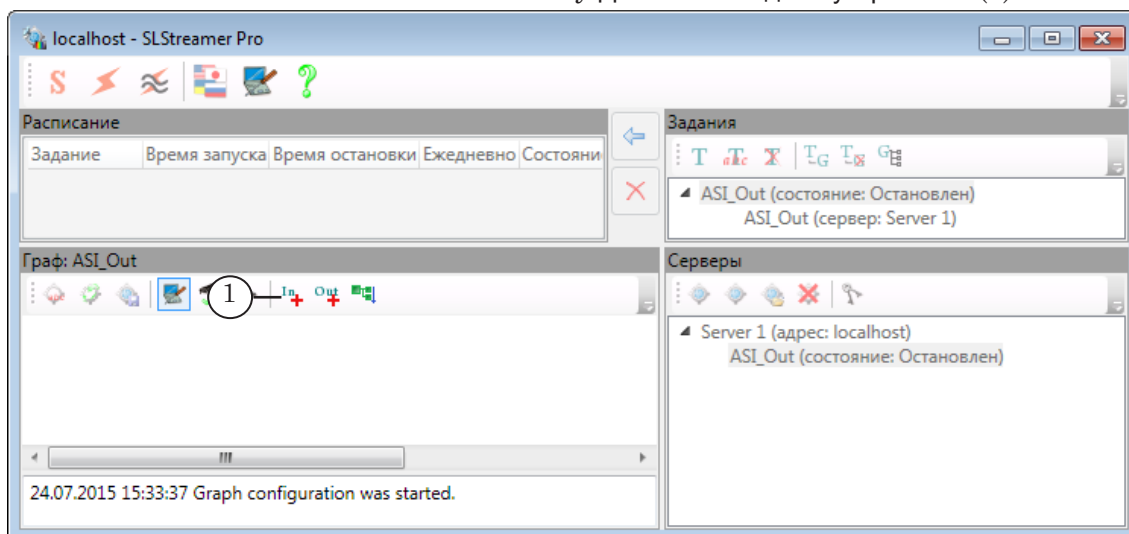 localhost - SLStreamer Pro
Расписание
Задание Время запуска Время остановки Ежедневно Состояни
Задания
ASI_Out (состояние: Остановлен)
ASI_Out (сервер: Server 1)
Граф: ASI_Out
1 In Out
Серверы
Server 1 (адрес: localhost)
ASI_Out (состояние: Остановлен)
24.07.2015 15:33:37 Graph configuration was started.